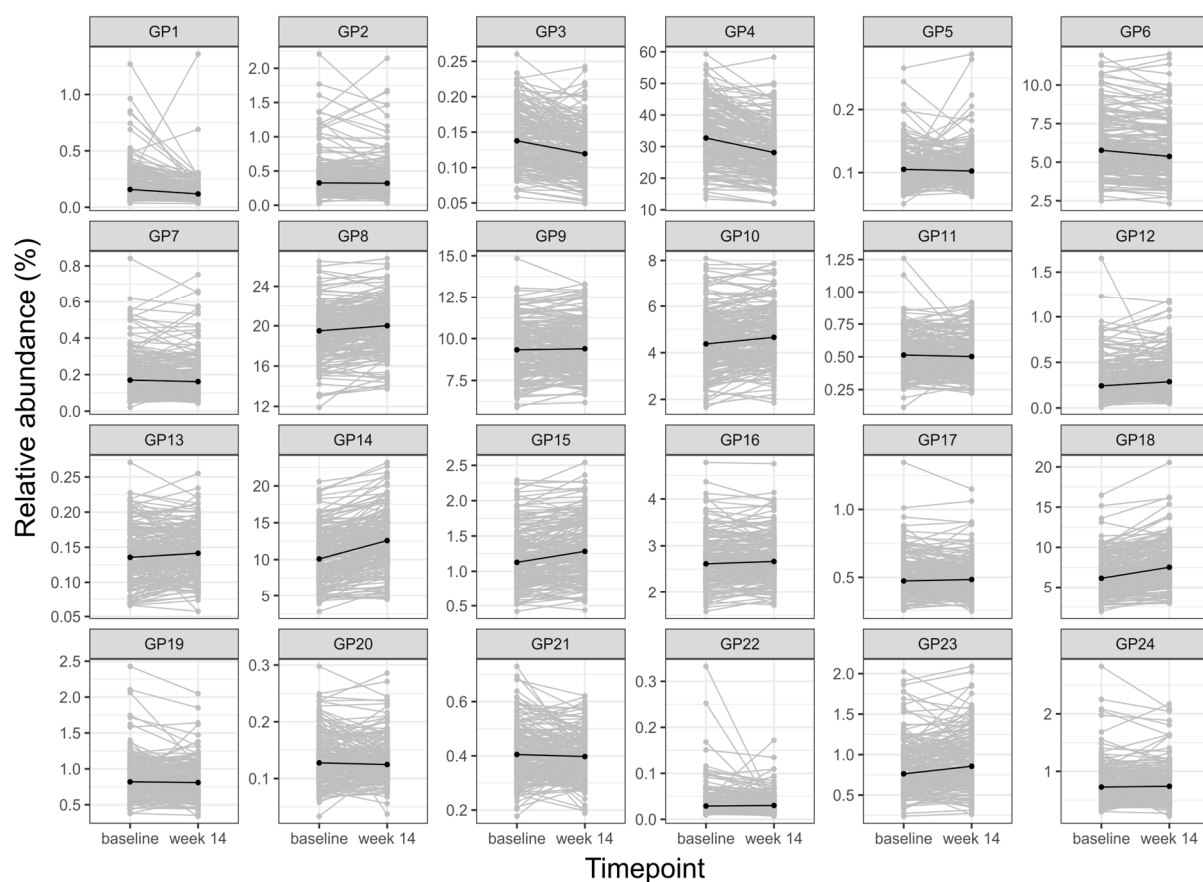 GP1 GP2 GP3 GP4 GP5 GP6
1.0 0.5 0.0
2.0 1.5 1.0 0.5 0.0
0.25 0.20 0.15 0.10 0.05
60 50 40 30 20 10
0.2 0.1
10.0 7.5 5.0 2.5
GP7 GP8 GP9 GP10 GP11 GP12
0.8 0.6 0.4 0.2 0.0
24 20 16 12
15.0 12.5 10.0 7.5
8 6 4 2
1.25 1.00 0.75 0.50 0.25
1.5 1.0 0.5 0.0
Relative abundance (%)
GP13 GP14 GP15 GP16 GP17 GP18
0.25 0.20 0.15 0.10 0.05
20 15 10 5
2.5 2.0 1.5 1.0 0.5
4 3 2
1.0 0.5
20 15 10 5
GP19 GP20 GP21 GP22 GP23 GP24
2.5 2.0 1.5 1.0 0.5
0.3 0.2 0.1
0.6 0.4 0.2
0.3 0.2 0.1 0.0
2.0 1.5 1.0 0.5
2 1
baseline week 14 baseline week 14 baseline week 14 baseline week 14 baseline week 14 baseline week 14
Timepoint